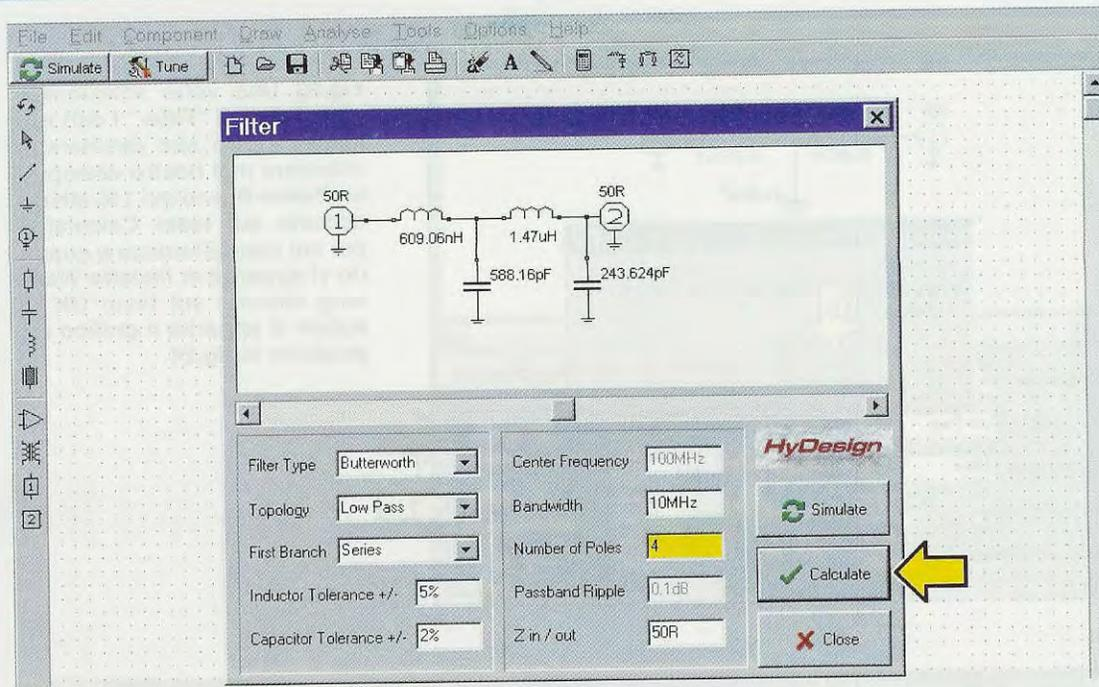 File Edit Component Draw Analyse Tools Options Help
Simulate Tune
A
Filter
50R
50R
1
2
609.06nH
1.47uH
588.16pF
243.624pF
HyDesign
Filter Type Butterworth
Topology Low Pass
First Branch Series
Inductor Tolerance +/- 5%
Capacitor Tolerance +/- 2%
Center Frequency 100MHz
Bandwidth 10MHz
Number of Poles 4
Passband Ripple 0.1dB
Z in / out 50R
Simulate
Calculate
Close
1
2